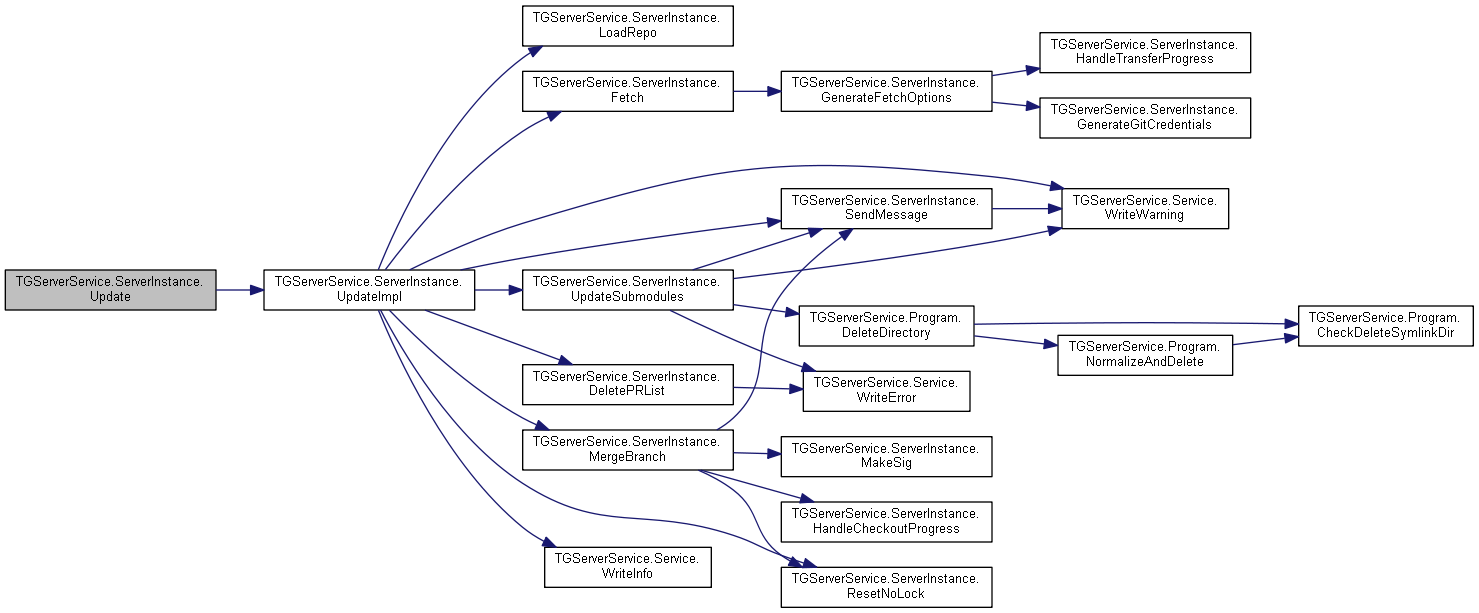 TGServerService.ServerInstance.
LoadRepo
TGServerService.ServerInstance.
HandleTransferProgress
TGServerService.ServerInstance.
Fetch
TGServerService.ServerInstance.
GenerateFetchOptions
TGServerService.ServerInstance.
GenerateGitCredentials
TGServerService.ServerInstance.
SendMessage
TGServerService.Service.
WriteWarning
TGServerService.ServerInstance.
Update
TGServerService.ServerInstance.
UpdateImpl
TGServerService.ServerInstance.
UpdateSubmodules
TGServerService.Program.
DeleteDirectory
TGServerService.Program.
CheckDeleteSymlinkDir
TGServerService.Program.
NormalizeAndDelete
TGServerService.ServerInstance.
DeletePRList
TGServerService.Service.
WriteError
TGServerService.ServerInstance.
MergeBranch
TGServerService.ServerInstance.
MakeSig
TGServerService.ServerInstance.
HandleCheckoutProgress
TGServerService.Service.
WriteInfo
TGServerService.ServerInstance.
ResetNoLock